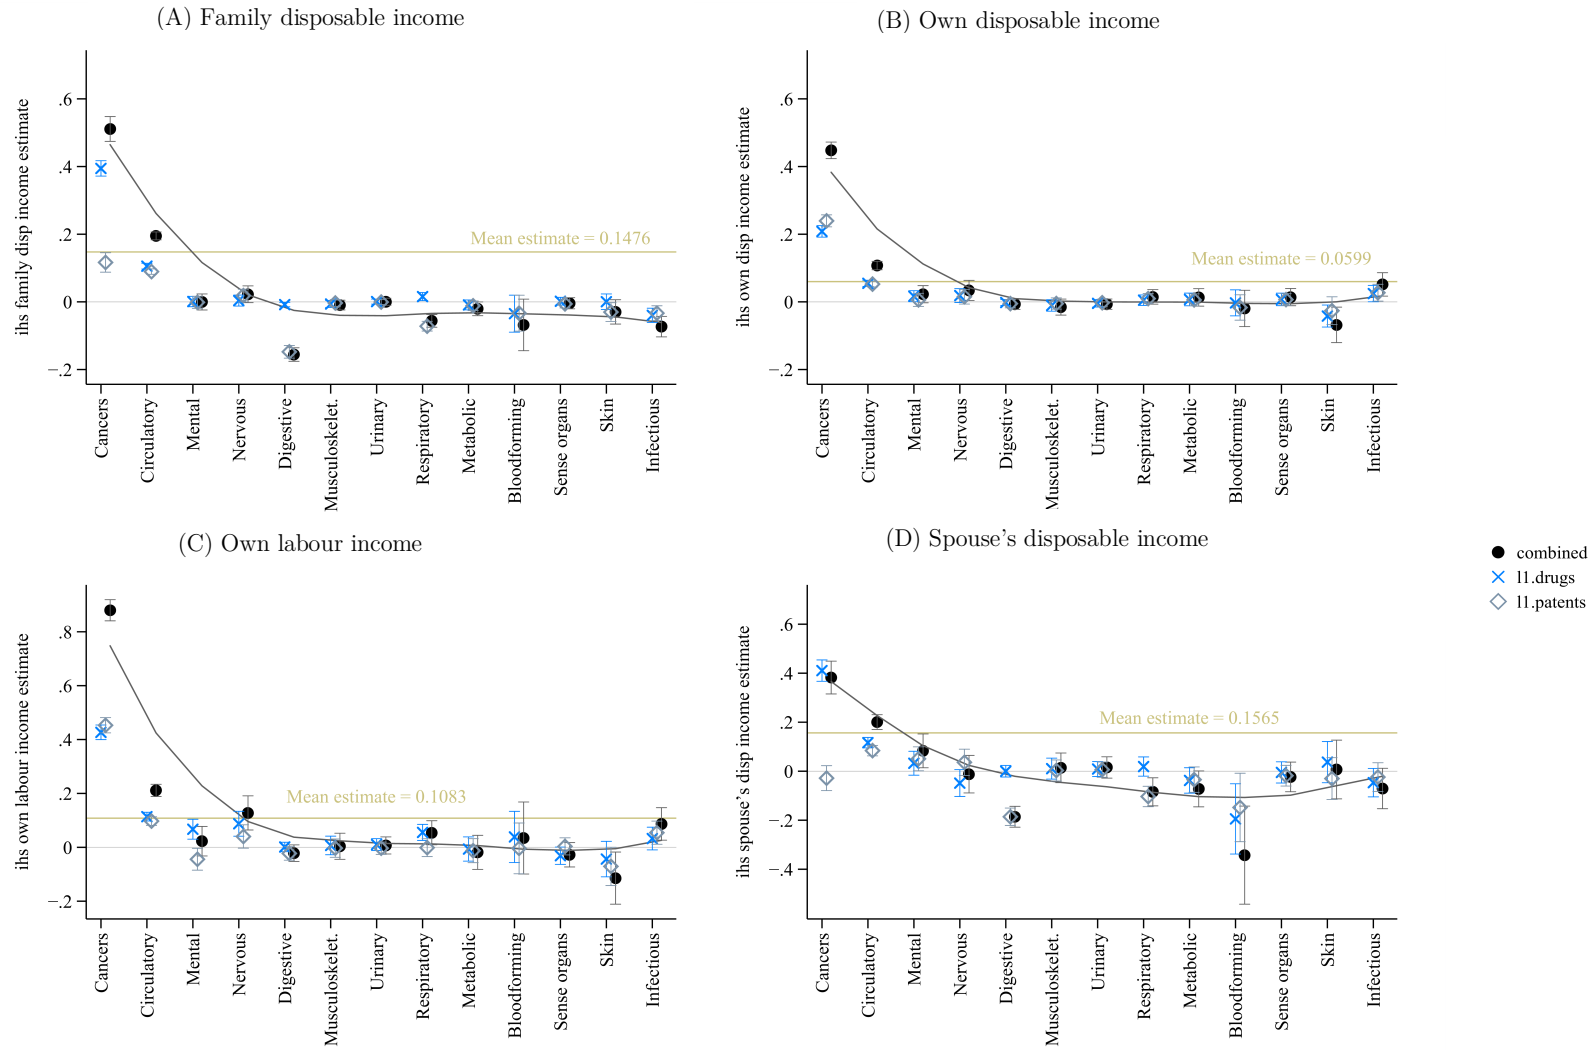 (A) Family disposable income
ihs family disp income estimate
.6
.4
.2
0
−.2
Mean estimate = 0.1476
Cancers
Circulatory
Mental
Nervous
Digestive
Musculoskelet.
Urinary
Respiratory
Metabolic
Bloodforming
Sense organs
Skin
Infectious
(B) Own disposable income
ihs own disp income estimate
.6
.4
.2
0
−.2
Mean estimate = 0.0599
Cancers
Circulatory
Mental
Nervous
Digestive
Musculoskelet.
Urinary
Respiratory
Metabolic
Bloodforming
Sense organs
Skin
Infectious
(C) Own labour income
ihs own labour income estimate
.8
.6
.4
.2
0
−.2
Mean estimate = 0.1083
Cancers
Circulatory
Mental
Nervous
Digestive
Musculoskelet.
Urinary
Respiratory
Metabolic
Bloodforming
Sense organs
Skin
Infectious
(D) Spouse's disposable income
ihs spouse's disp income estimate
.6
.4
.2
0
−.2
−.4
Mean estimate = 0.1565
Cancers
Circulatory
Mental
Nervous
Digestive
Musculoskelet.
Urinary
Respiratory
Metabolic
Bloodforming
Sense organs
Skin
Infectious
combined
l1.drugs
l1.patents